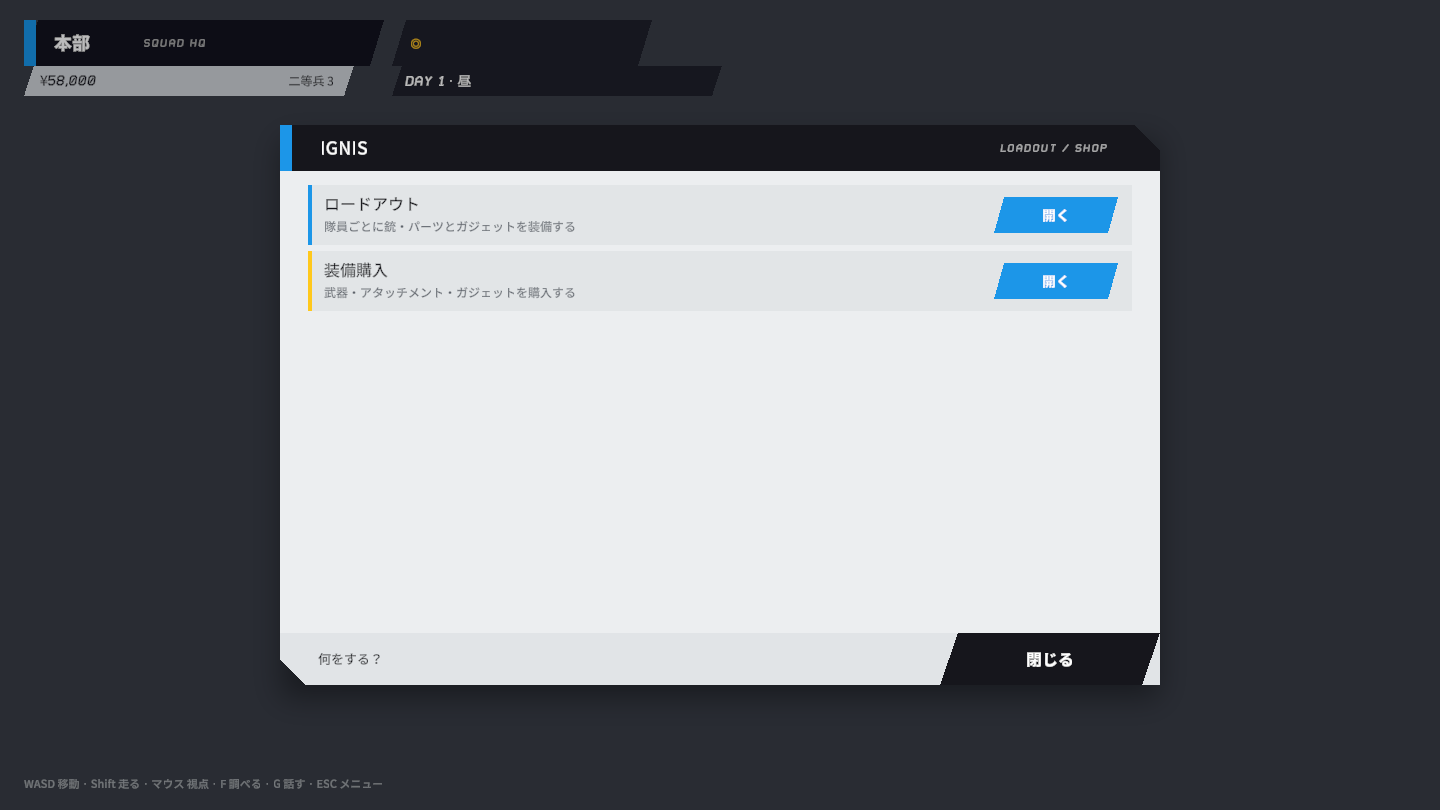 本部 SQUAD HQ
¥58,000 二等兵 3
DAY 1 · 昼
IGNIS LOADOUT / SHOP
ロードアウト
隊員ごとに銃・パーツとガジェットを装備する
開く
装備購入
武器・アタッチメント・ガジェットを購入する
開く
何をする？
閉じる
WASD 移動 · Shift 走る · マウス 視点 · F 調べる · G 話す · ESC メニュー